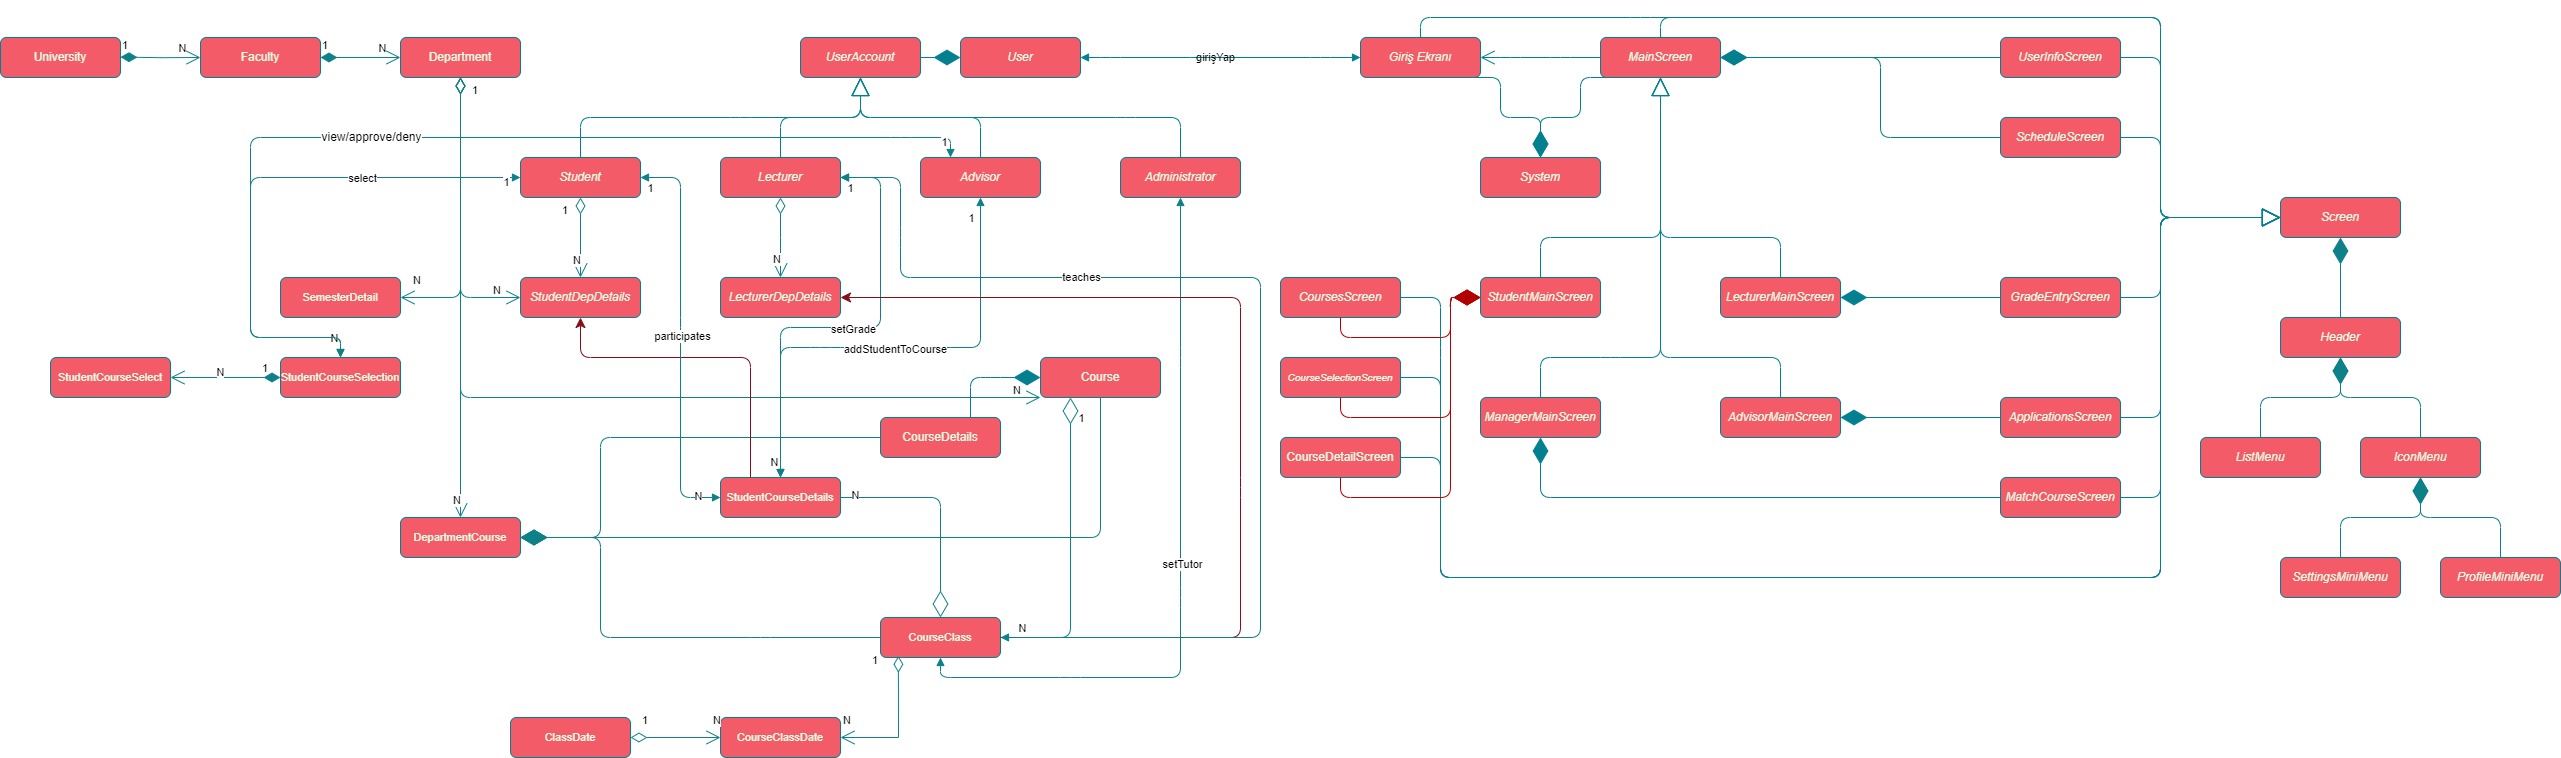 University
1
N
Faculty
1
N
Department
1
UserAccount
User
girişYap
Giriş Ekranı
MainScreen
UserInfoScreen
view/approve/deny
1
ScheduleScreen
select
1
Student
1
1
Lecturer
1
Advisor
1
Administrator
System
Screen
N
N
teaches
SemesterDetail
N
N
StudentDepDetails
LecturerDepDetails
CoursesScreen
StudentMainScreen
LecturerMainScreen
GradeEntryScreen
participates
setGrade
addStudentToCourse
N
Header
StudentCourseSelect
N
1
StudentCourseSelection
Course
N
1
CourseSelectionScreen
ManagerMainScreen
AdvisorMainScreen
ApplicationsScreen
CourseDetails
CourseDetailScreen
ListMenu
IconMenu
N
N
StudentCourseDetails
N
MatchCourseScreen
N
DepartmentCourse
setTutor
SettingsMiniMenu
ProfileMiniMenu
CourseClass
N
1
ClassDate
1
N
CourseClassDate
N